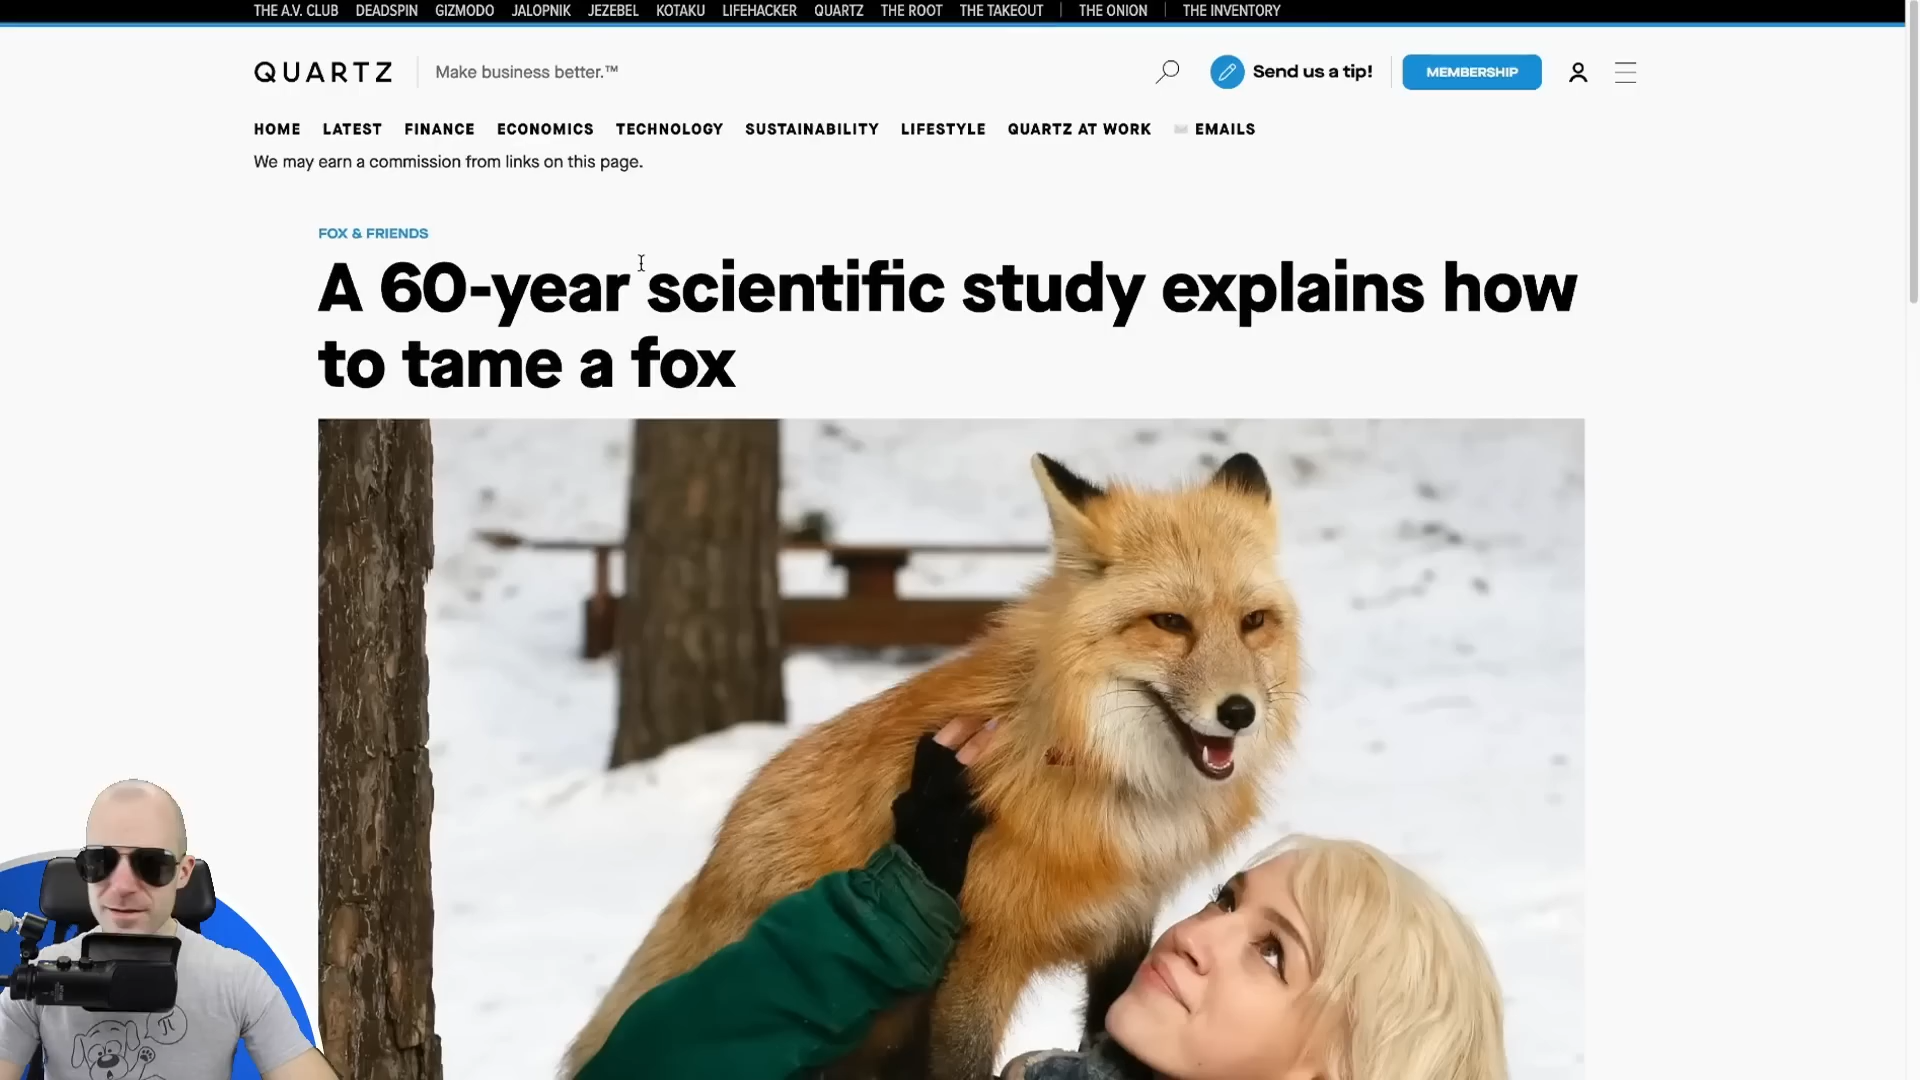 THE A.V. CLUB DEADSPIN GIZMODO JALOPNIK JEZEBEL KOTAKU LIFEHACKER QUARTZ THE ROOT THE TAKEOUT THE ONION THE INVENTORY
QUARTZ Make business better.™ Send us a tip! MEMBERSHIP
HOME LATEST FINANCE ECONOMICS TECHNOLOGY SUSTAINABILITY LIFESTYLE QUARTZ AT WORK EMAILS
We may earn a commission from links on this page.
FOX & FRIENDS
A 60-year scientific study explains how
to tame a fox
π